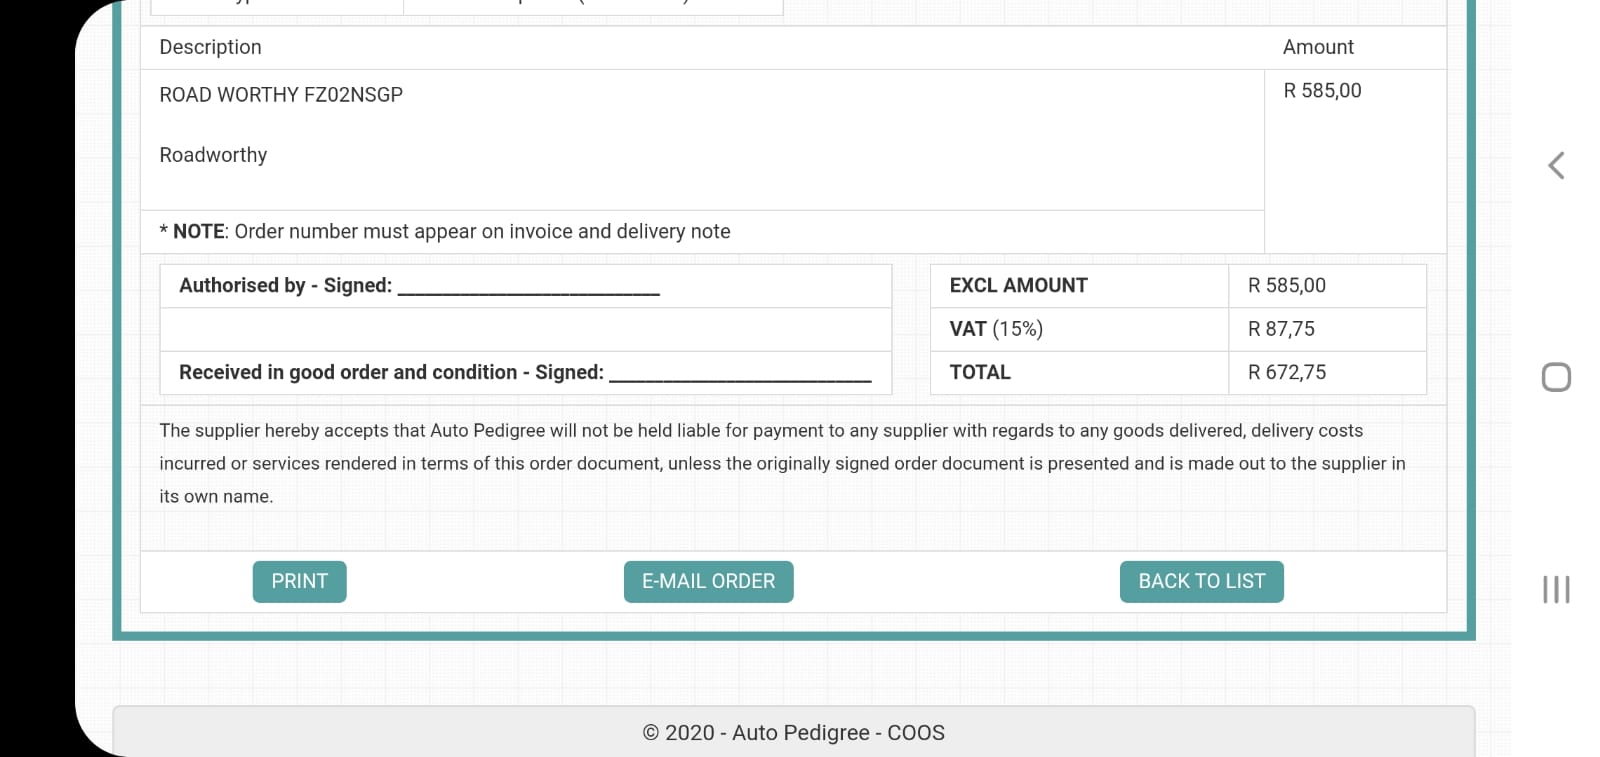 Description
Amount
ROAD WORTHY FZ02NSGP
R 585,00
Roadworthy
* NOTE: Order number must appear on invoice and delivery note
Authorised by - Signed: ________________________
EXCL AMOUNT
R 585,00
VAT (15%)
R 87,75
Received in good order and condition - Signed: ________________________
TOTAL
R 672,75
The supplier hereby accepts that Auto Pedigree will not be held liable for payment to any supplier with regards to any goods delivered, delivery costs
incurred or services rendered in terms of this order document, unless the originally signed order document is presented and is made out to the supplier in
its own name.
PRINT
E-MAIL ORDER
BACK TO LIST
© 2020 - Auto Pedigree - COOS